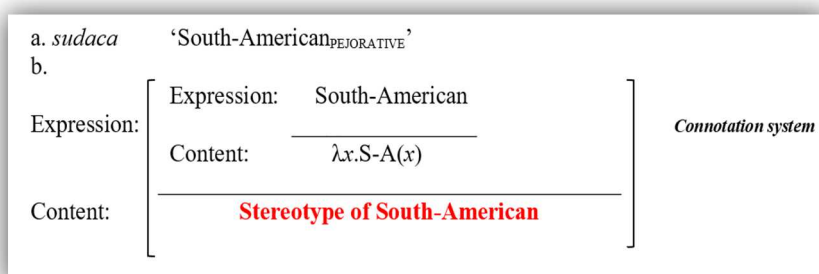 a. sudaca 'South-American PEJORATIVE'
b.
Expression: South-American
Expression: Connotation system
Content: λx.S-A(x)
Content: Stereotype of South-American